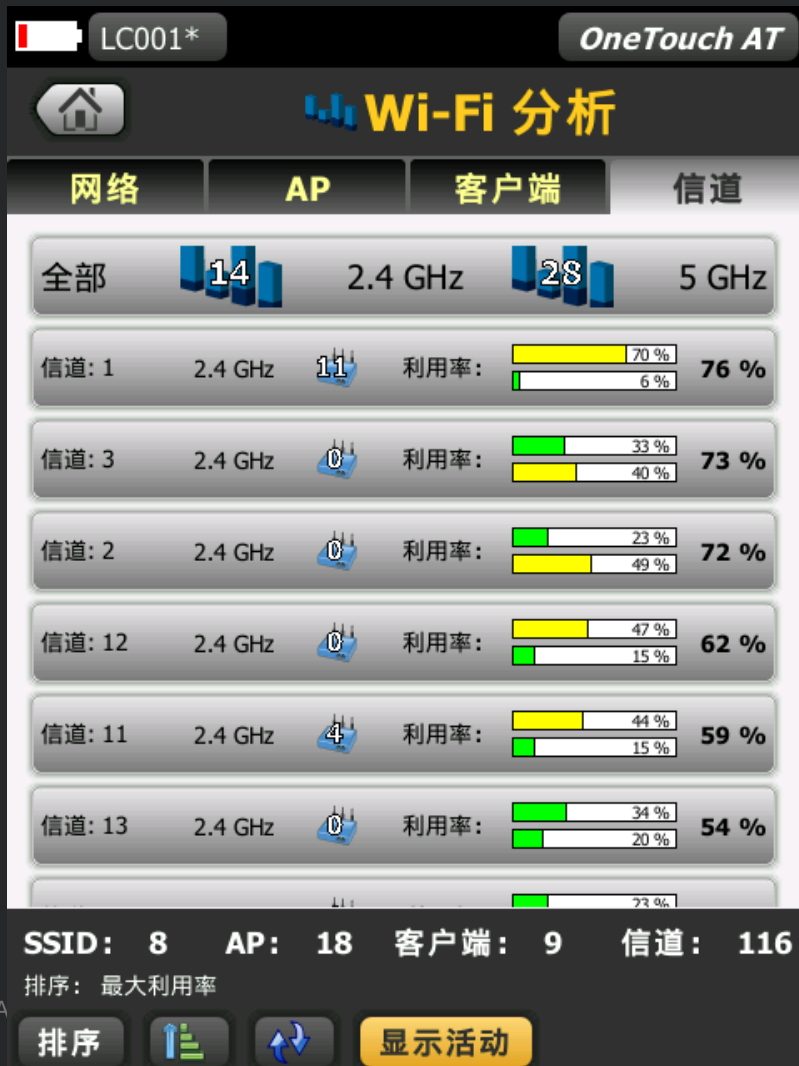 LC001* OneTouch AT
Wi-Fi 分析
网络 AP 客户端 信道
全部 14 2.4 GHz 28 5 GHz
信道: 1 2.4 GHz 11 利用率: 70 % 6 % 76 %
信道: 3 2.4 GHz 0 利用率: 33 % 40 % 73 %
信道: 2 2.4 GHz 0 利用率: 23 % 49 % 72 %
信道: 12 2.4 GHz 0 利用率: 47 % 15 % 62 %
信道: 11 2.4 GHz 4 利用率: 44 % 15 % 59 %
信道: 13 2.4 GHz 0 利用率: 34 % 20 % 54 %
23 %
SSID: 8 AP: 18 客户端: 9 信道: 116
排序: 最大利用率
排序 显示活动